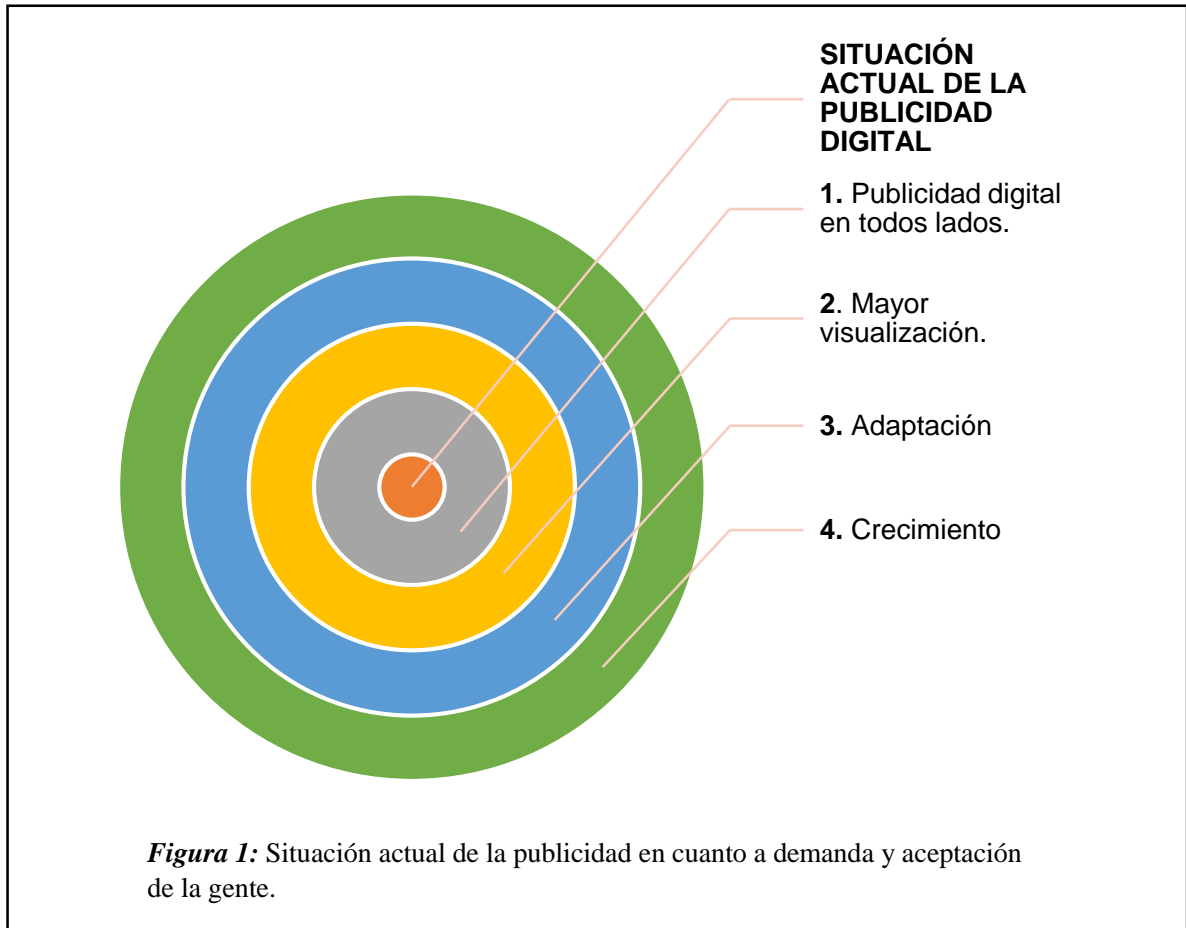 SITUACIÓN
ACTUAL DE LA
PUBLICIDAD
DIGITAL
1. Publicidad digital
en todos lados.
2. Mayor
visualización.
3. Adaptación
4. Crecimiento
Figura 1: Situación actual de la publicidad en cuanto a demanda y aceptación
de la gente.